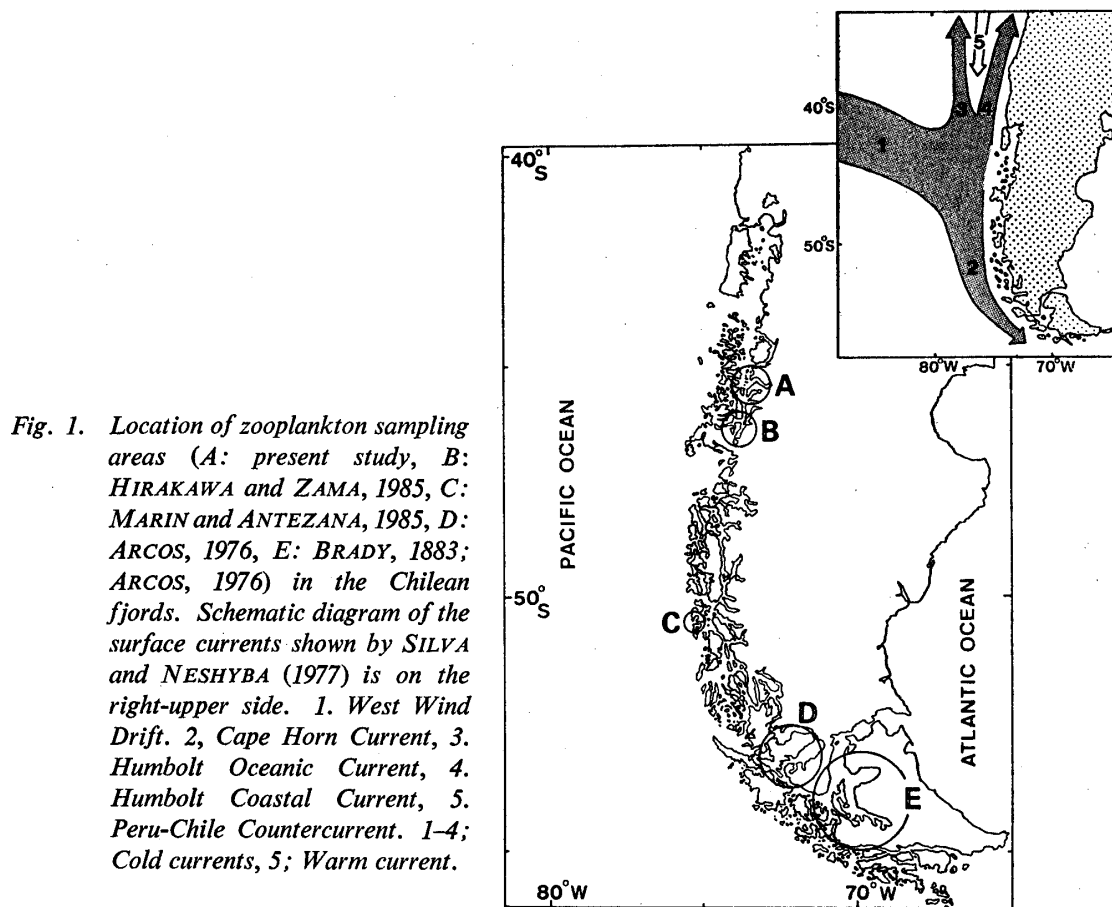 Fig. 1. Location of zooplankton sampling
areas (A: present study, B:
HIRAKAWA and ZAMA, 1985, C:
MARIN and ANTEZANA, 1985, D:
ARCOS, 1976, E: BRADY, 1883;
ARCOS, 1976) in the Chilean
fjords. Schematic diagram of the
surface currents shown by SILVA
and NESHYBA (1977) is on the
right-upper side. 1. West Wind
Drift. 2, Cape Horn Current, 3.
Humbolt Oceanic Current, 4.
Humbolt Coastal Current, 5.
Peru-Chile Countercurrent. 1–4;
Cold currents, 5; Warm current.
40°
S
50°
S
80°W
70°W
PACIFIC OCEAN
ATLANTIC OCEAN
A
B
C
D
E
5
3
4
1
2
40°S
50°S
80°W
70°W